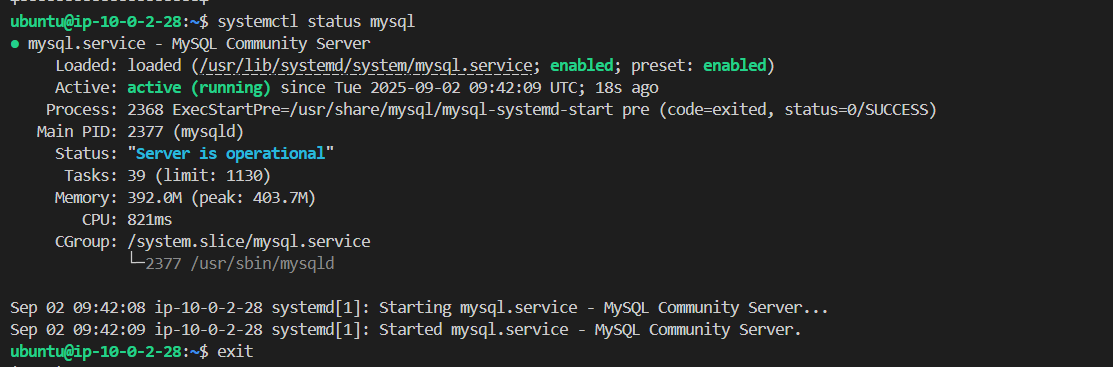 ubuntu@ip-10-0-2-28:~$ systemctl status mysql
● mysql.service - MySQL Community Server
     Loaded: loaded (/usr/lib/systemd/system/mysql.service; enabled; preset: enabled)
     Active: active (running) since Tue 2025-09-02 09:42:09 UTC; 18s ago
    Process: 2368 ExecStartPre=/usr/share/mysql/mysql-systemd-start pre (code=exited, status=0/SUCCESS)
   Main PID: 2377 (mysqld)
     Status: "Server is operational"
      Tasks: 39 (limit: 1130)
     Memory: 392.0M (peak: 403.7M)
        CPU: 821ms
     CGroup: /system.slice/mysql.service
             └─2377 /usr/sbin/mysqld

Sep 02 09:42:08 ip-10-0-2-28 systemd[1]: Starting mysql.service - MySQL Community Server...
Sep 02 09:42:09 ip-10-0-2-28 systemd[1]: Started mysql.service - MySQL Community Server.
ubuntu@ip-10-0-2-28:~$ exit